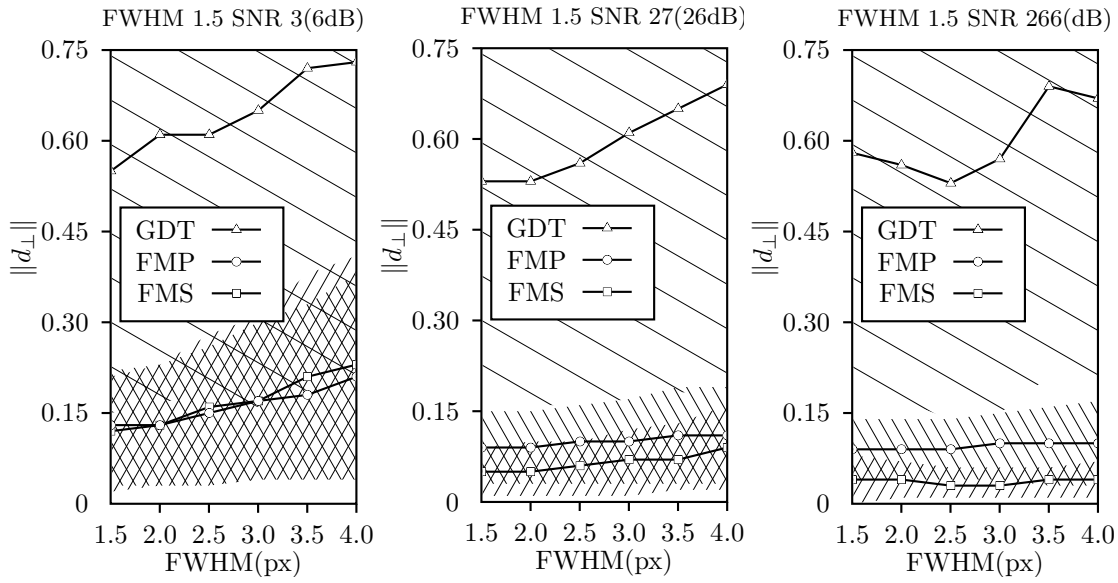 FWHM 1.5 SNR 3(6dB)
0.75
0.60
0.45
0.30
0.15
0
||d⊥||
GDT
FMP
FMS
1.5 2.0 2.5 3.0 3.5 4.0
FWHM(px)
FWHM 1.5 SNR 27(26dB)
0.75
0.60
0.45
0.30
0.15
0
||d⊥||
GDT
FMP
FMS
1.5 2.0 2.5 3.0 3.5 4.0
FWHM(px)
FWHM 1.5 SNR 266(dB)
0.75
0.60
0.45
0.30
0.15
0
||d⊥||
GDT
FMP
FMS
1.5 2.0 2.5 3.0 3.5 4.0
FWHM(px)